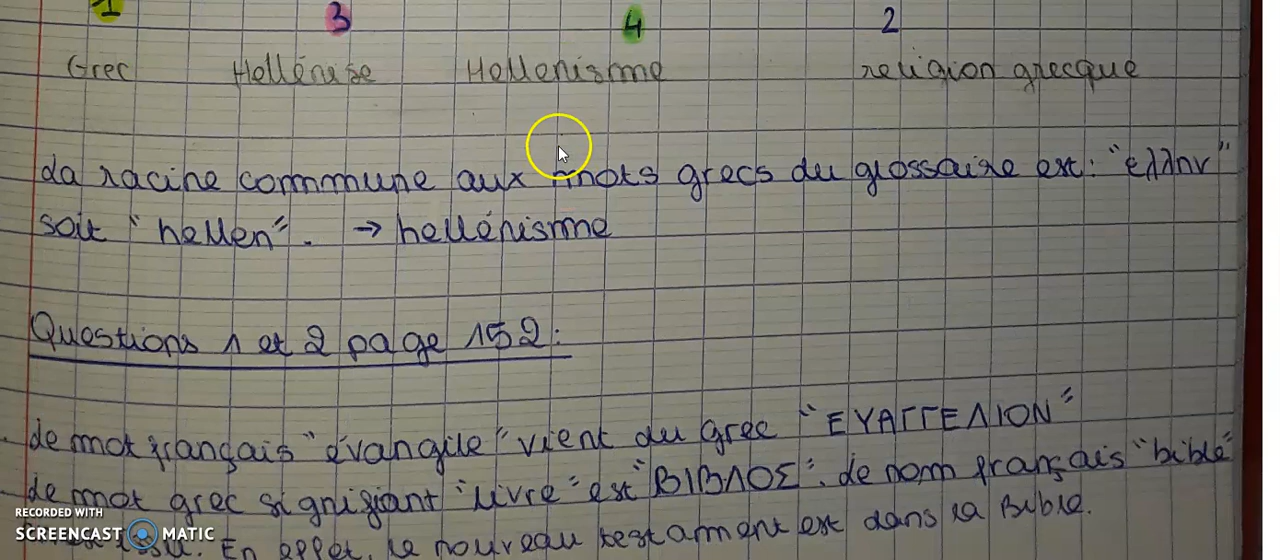 1 3 4 2
Grec Hellénise Hellenisme religion grecque
La racine commune aux mots grecs du glossaire est: "ελλην"
soit "hellen". → hellénisme
Questions 1 et 2 page 152:
Le mot français "évangile" vient du grec "ΕΥΑΓΓΕΛΙΟΝ"
Le mot grec signifiant "livre" est "ΒΙΒΛΟΣ". Le nom français "bible"
En effet, le nouveau testament est dans la Bible.
RECORDED WITH
SCREENCAST MATIC